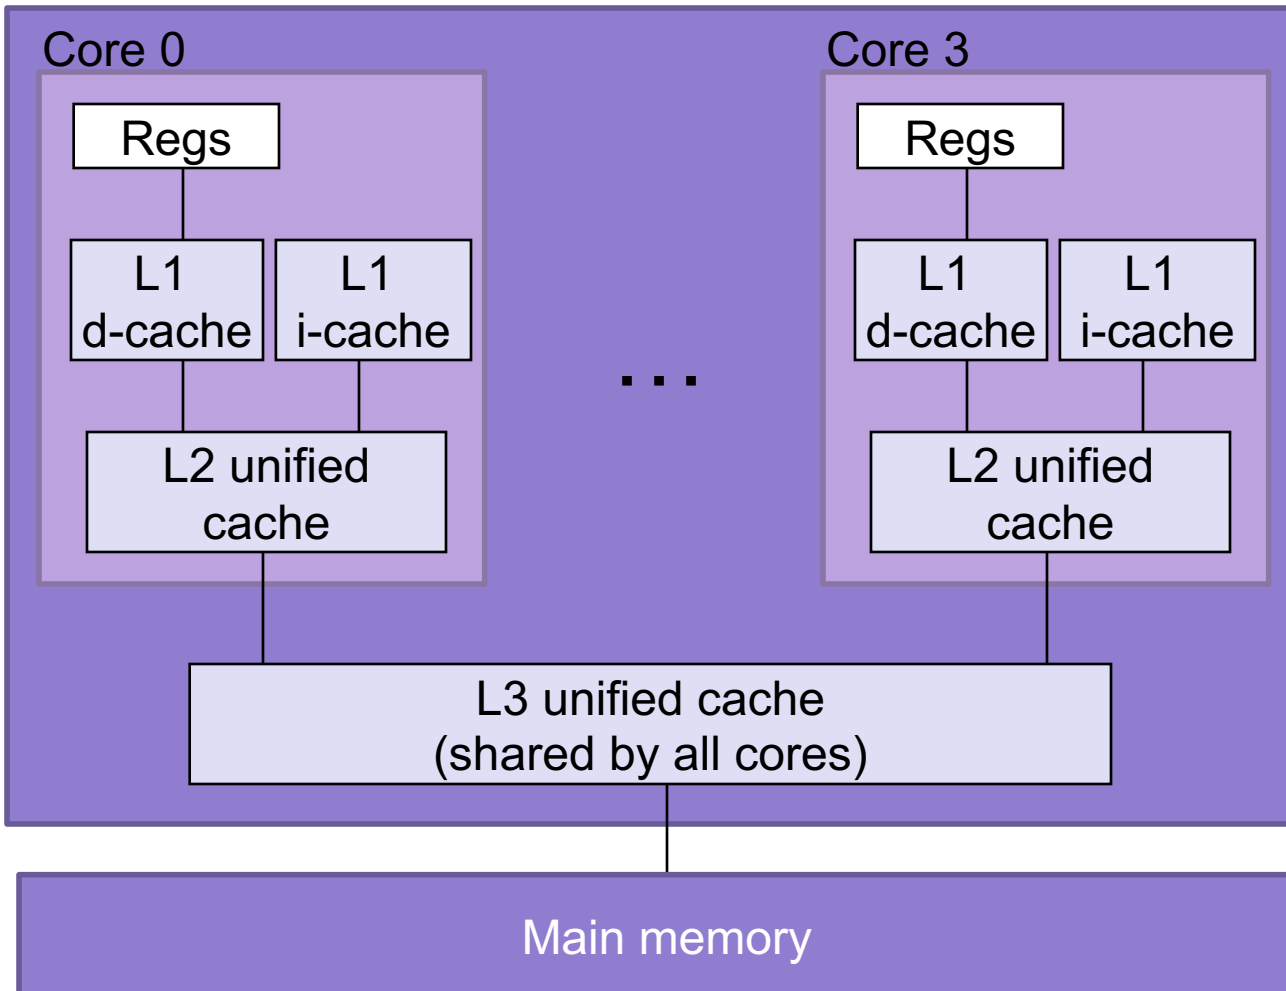 Core 0
Regs
L1
d-cache
L1
i-cache
L2 unified
cache
...
Core 3
Regs
L1
d-cache
L1
i-cache
L2 unified
cache
L3 unified cache
(shared by all cores)
Main memory